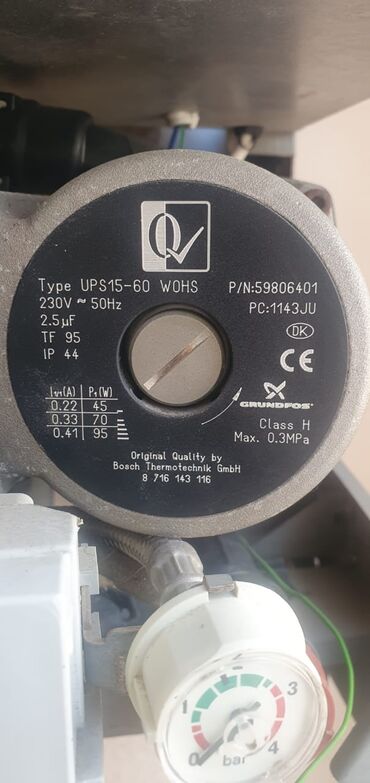 QV
Type UPS15-60 WOHS P/N:59806401
230V ~ 50Hz PC:1143JU
2.5µF DK
TF 95
IP 44 CE
I1/1(A) P1(W)
0.22 45
0.33 70
0.41 95
GRUNDFOS
Class H
Max. 0.3MPa
Original Quality by
Bosch Thermotechnik GmbH
8 716 143 116
0 1 2 3 4
bar